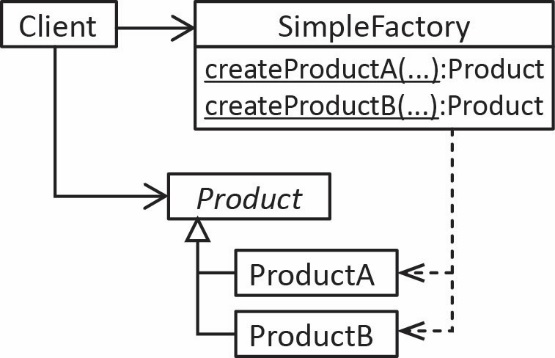 Client
SimpleFactory
createProductA(...):Product
createProductB(...):Product
Product
ProductA
ProductB